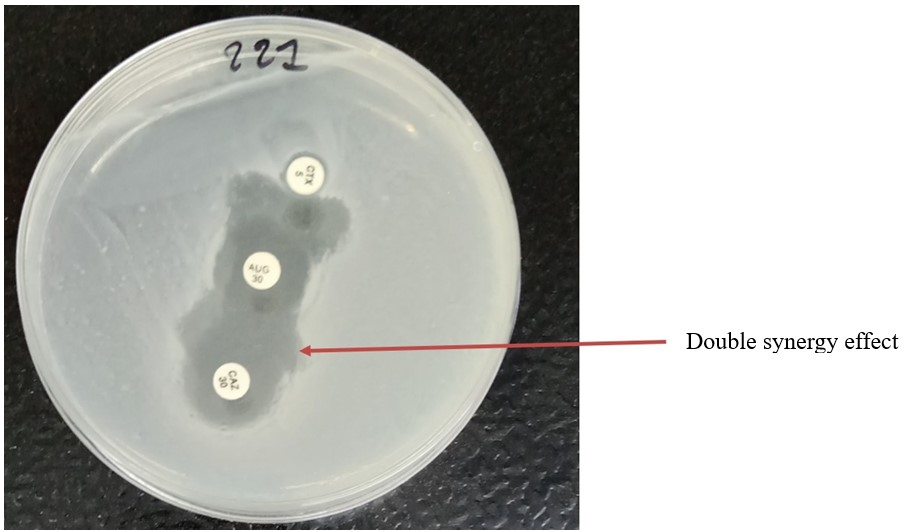 221
CTX
5
AUG
30
CAZ
30
Double synergy effect